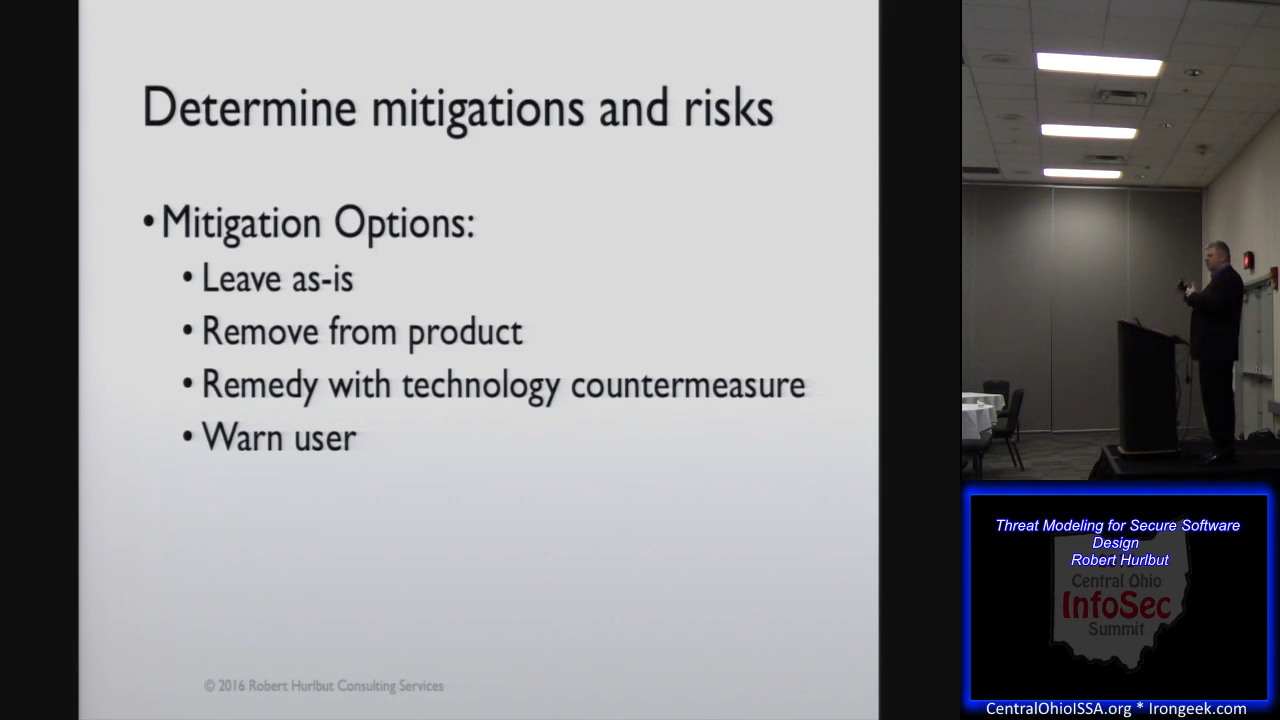 Determine mitigations and risks
• Mitigation Options:
• Leave as-is
• Remove from product
• Remedy with technology countermeasure
• Warn user
© 2016 Robert Hurlbut Consulting Services
Threat Modeling for Secure Software
Design
Robert Hurlbut
Central Ohio
InfoSec
Summit
CentralOhioISSA.org * Irongeek.com